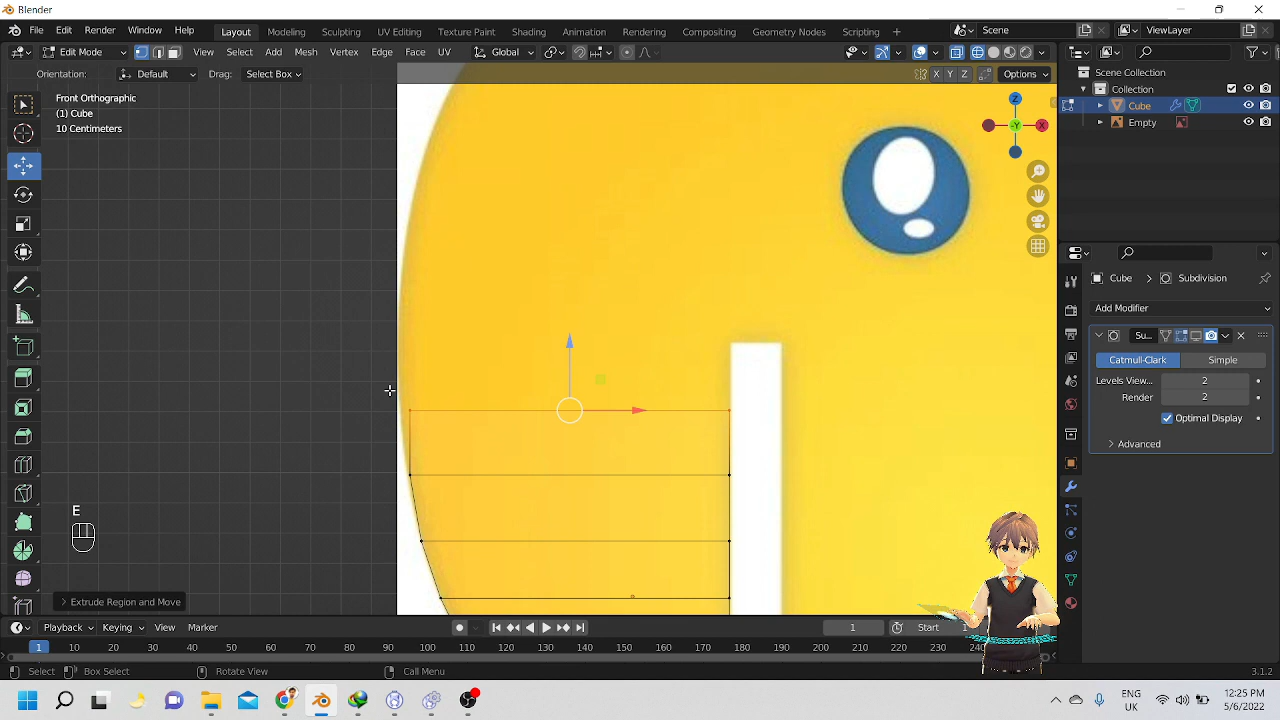 Blender
File Edit Render Window Help Layout Modeling Sculpting UV Editing Texture Paint Shading Animation Rendering Compositing Geometry Nodes Scripting + Scene ViewLayer
Edit Mode View Select Add Mesh Vertex Edge Face UV Global
Orientation: Default Drag: Select Box X Y Z Options
Scene Collection
Collection
Cube
Empty
Front Orthographic
(1) Cube
10 Centimeters
Z
-Y
X
Cube Subdivision
Add Modifier
Su...
Catmull-Clark Simple
Levels View... 2
Render 2
Optimal Display
Advanced
E
Extrude Region and Move
Playback Keying View Marker 1 Start
1 10 20 30 40 50 60 70 80 90 100 110 120 130 140 150 160 170 180 190 200 210 220 230
Select Box Select Rotate View Call Menu 3.1.2
ENG
UK
12:25 PM
5/6/2022